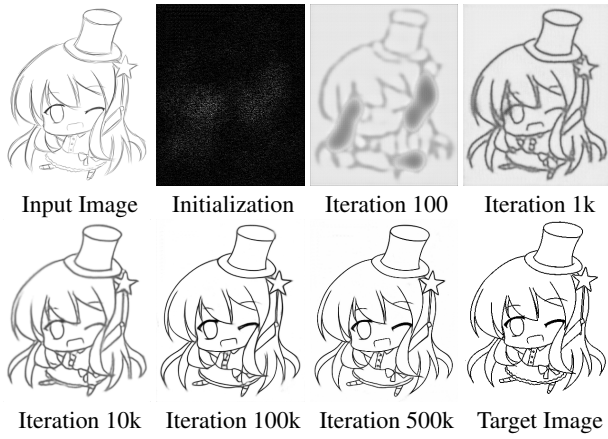 Input Image Initialization Iteration 100 Iteration 1k
Iteration 10k Iteration 100k Iteration 500k Target Image